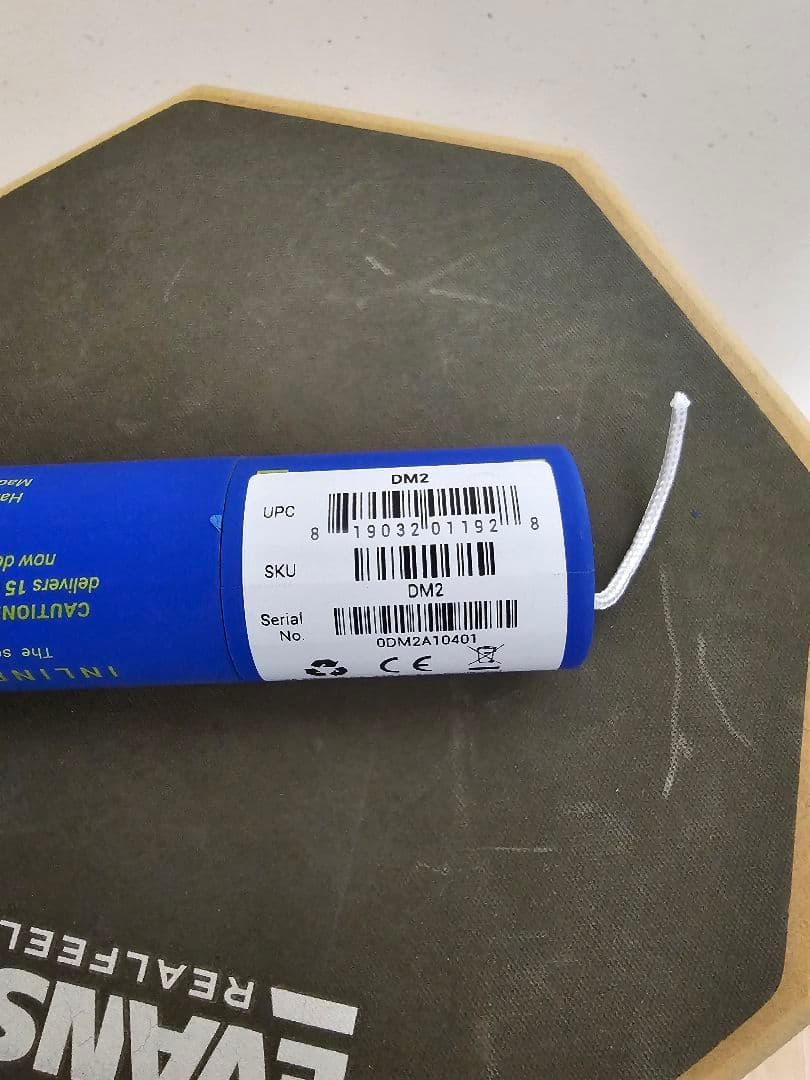 DM2
UPC
8 19032 01192 8
SKU
DM2
Serial
No.
0DM2A10401
CE
The
CAUTION
delivers 15
now
EVANS
REALFEEL